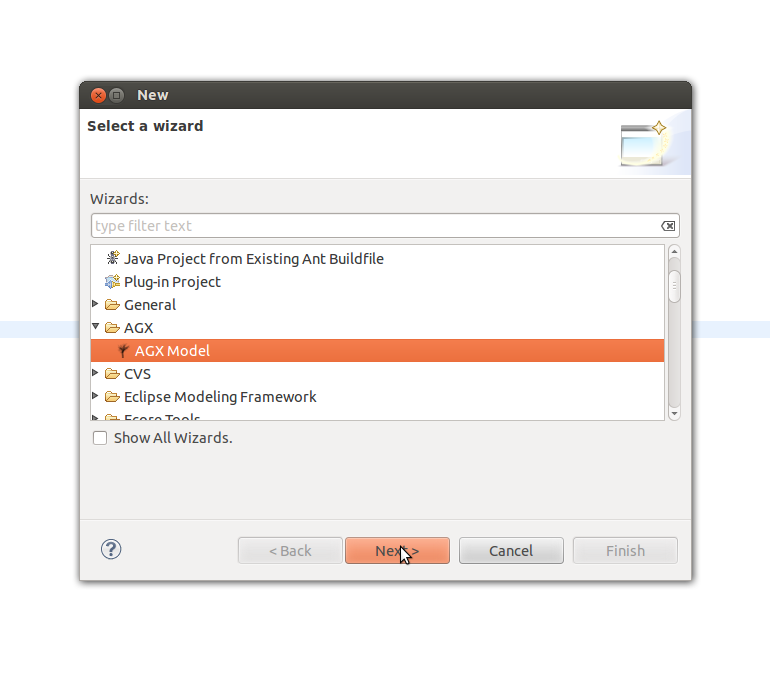 New
Select a wizard
Wizards:
type filter text
Java Project from Existing Ant Buildfile
Plug-in Project
General
AGX
AGX Model
CVS
Eclipse Modeling Framework
Ecore Tools
Show All Wizards.
?
< Back
Next >
Cancel
Finish